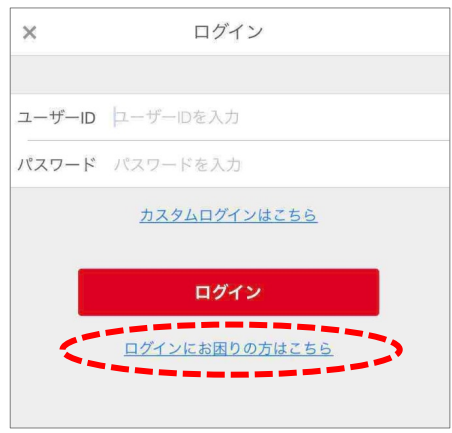 × ログイン
ユーザーID ユーザーIDを入力
パスワード パスワードを入力
カスタムログインはこちら
ログイン
ログインにお困りの方はこちら